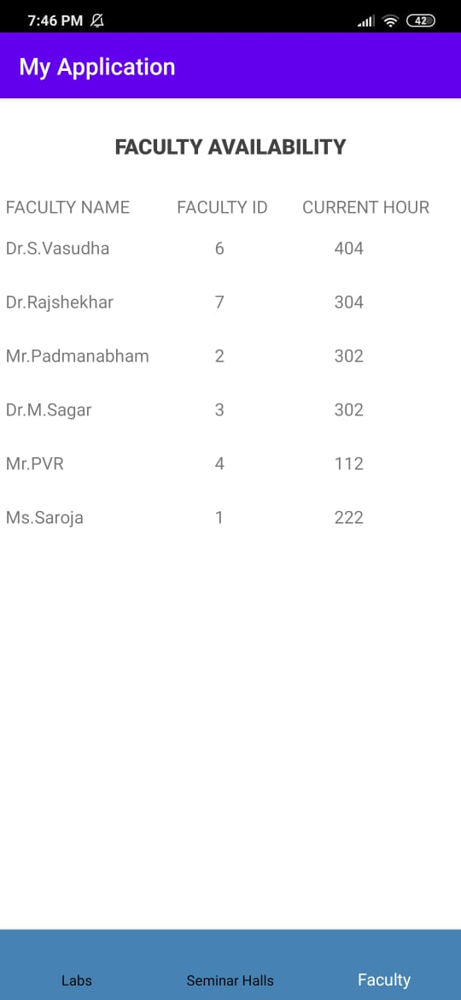 7:46 PM 42
My Application
FACULTY AVAILABILITY
FACULTY NAME FACULTY ID CURRENT HOUR
Dr.S.Vasudha 6 404
Dr.Rajshekhar 7 304
Mr.Padmanabham 2 302
Dr.M.Sagar 3 302
Mr.PVR 4 112
Ms.Saroja 1 222
Labs Seminar Halls Faculty